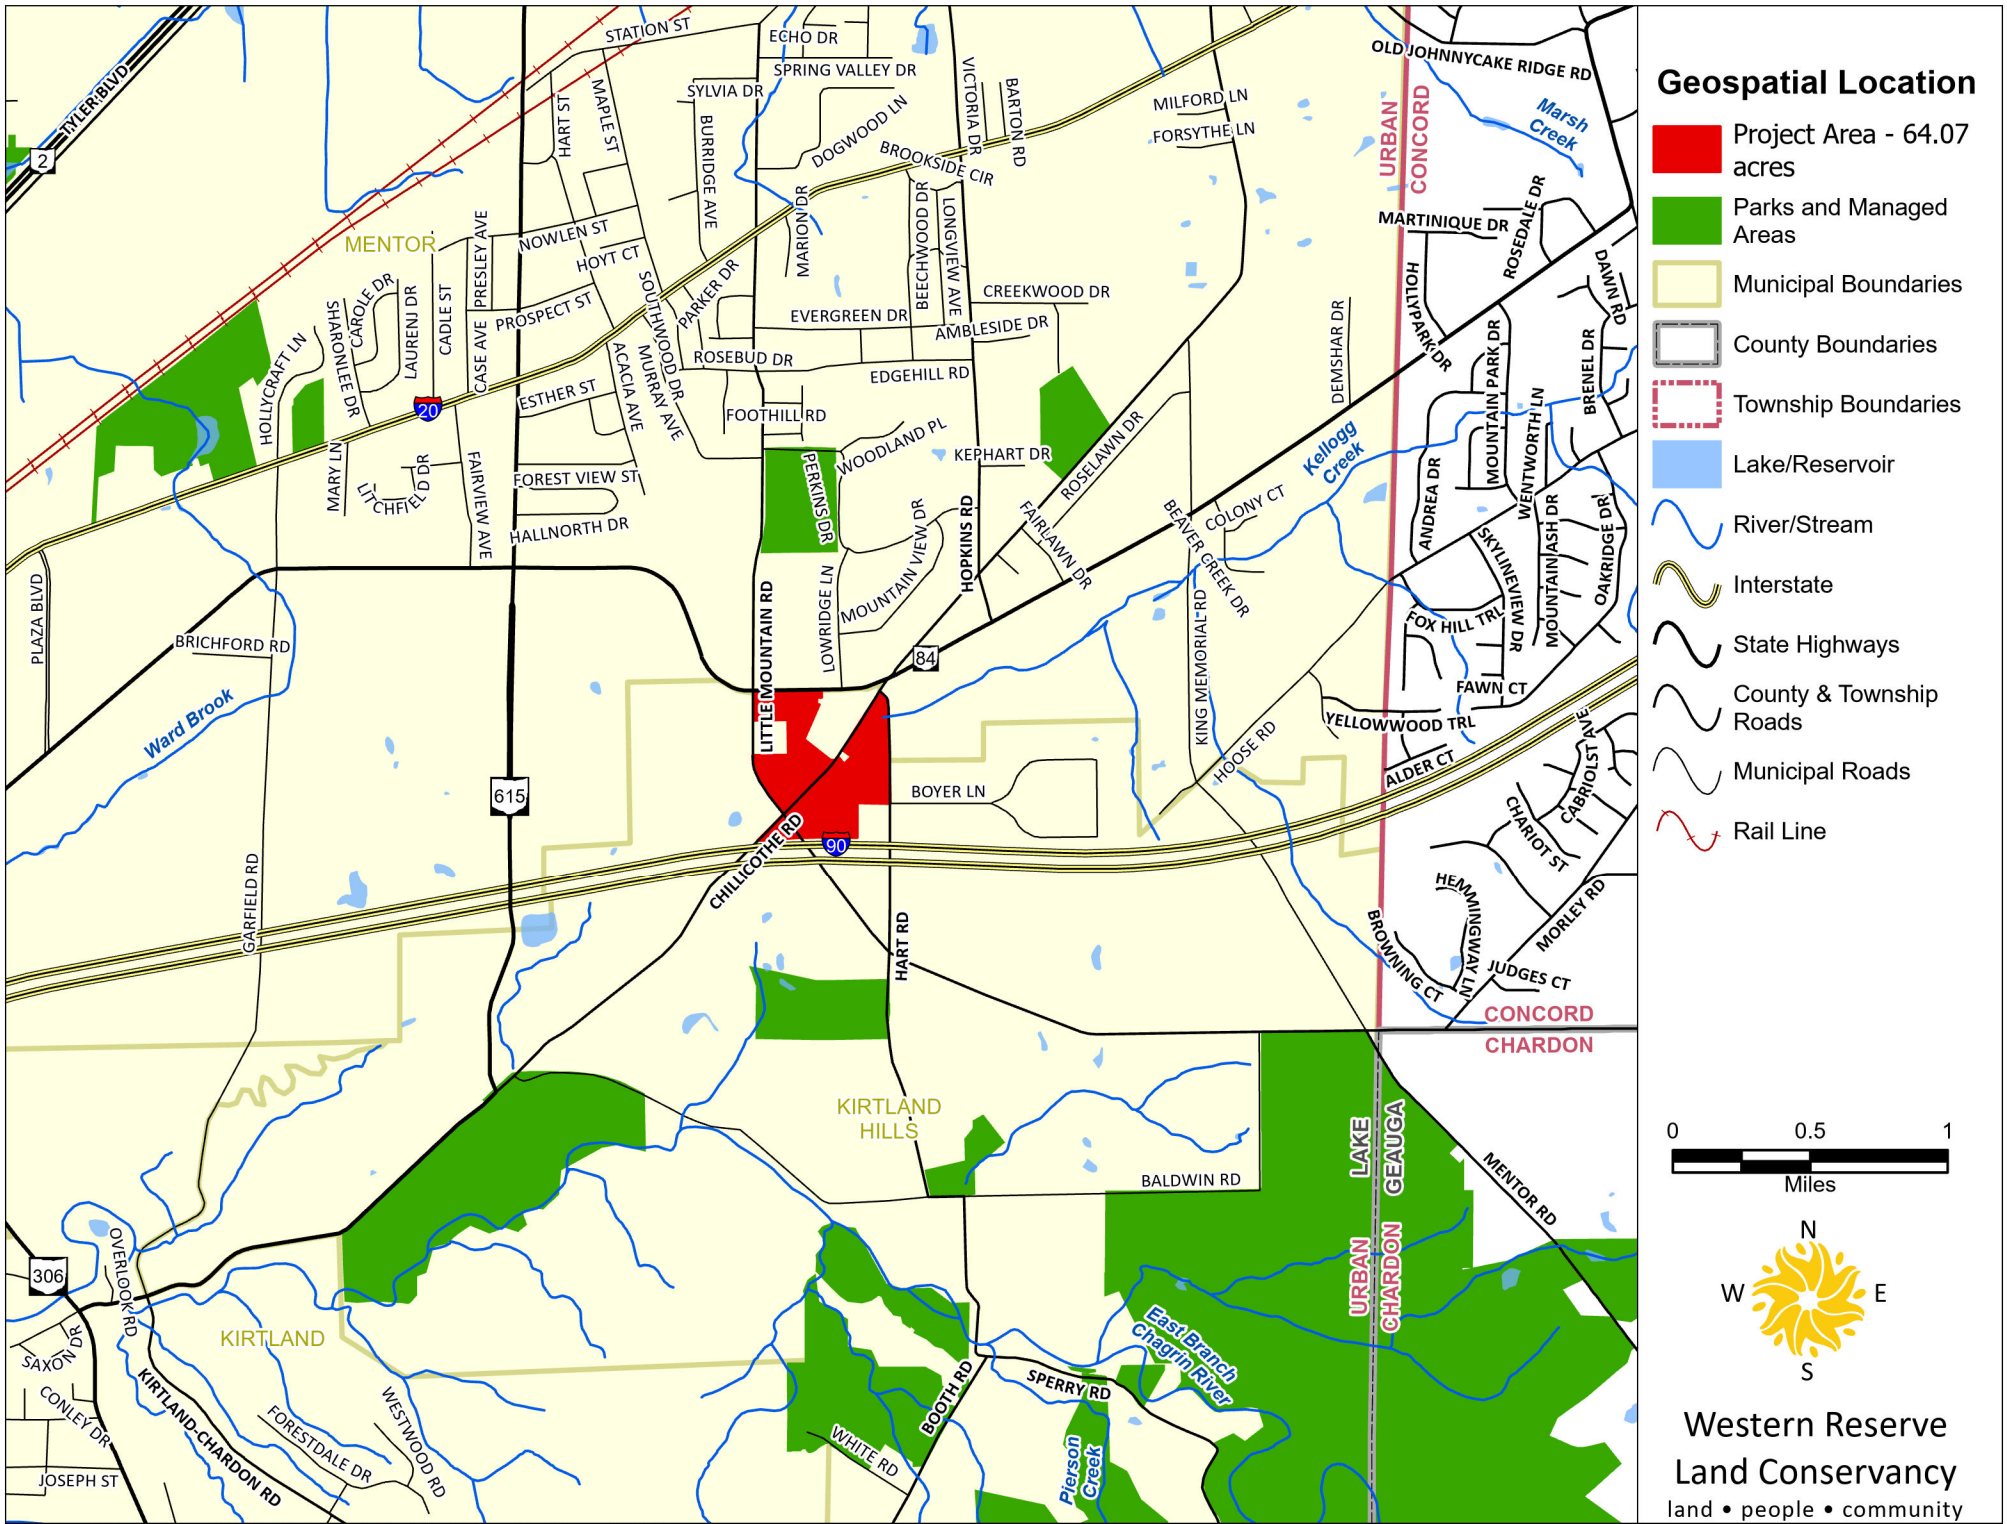 STATION ST
ECHO DR
SPRING VALLEY DR
SYLVIA DR
TYLER BLVD
2
HART ST
MAPLE ST
BURRIDGE AVE
DOGWOOD LN
VICTORIA DR
BARTON RD
BROOKSIDE CIR
MILFORD LN
FORSYTHE LN
URBAN
CONCORD
OLD JOHNNYCAKE RIDGE RD
Marsh
Creek
MENTOR
PRESLEY AVE
NOWLEN ST
HOYT CT
MARION DR
BEECHWOOD DR
LONGVIEW AVE
MARTINIQUE DR
ROSEDALE DR
DAWN RD
HOLLYPARK DR
SHARONLEE DR
CAROLE DR
LAURENJ DR
CADLE ST
CASE AVE
PROSPECT ST
SOUTHWOOD DR
PARKER DR
CREEKWOOD DR
EVERGREEN DR
AMBLESIDE DR
HOLLYCRAFT LN
ACACIA AVE
MURRAY AVE
ROSEBUD DR
EDGEHILL RD
DEMSHAR DR
MOUNTAIN PARK DR
BRENEL DR
WENTWORTH LN
20
ESTHER ST
FOOTHILL RD
WOODLAND PL
KEPHART DR
ROSELAWN DR
Kellogg
Creek
MARY LN
LITCHFIELD DR
FAIRVIEW AVE
FOREST VIEW ST
HALLNORTH DR
PERKINS DR
MOUNTAIN VIEW DR
HOPKINS RD
FAIRLAWN DR
BEAVER CREEK DR
COLONY CT
ANDREA DR
SKYLINEVIEW DR
MOUNTAIN ASH DR
OAKRIDGE DR
PLAZA BLVD
BRICHFORD RD
LITTLE MOUNTAIN RD
LOWRIDGE LN
84
KING MEMORIAL RD
FOX HILL TRL
FAWN CT
YELLOWWOOD TRL
Ward Brook
HOOSE RD
ALDER CT
CABRIOLST AVE
CHARIOT ST
615
BOYER LN
90
CHILLICOTHE RD
GARFIELD RD
HART RD
HEMMINGWAY LN
BROWNING CT
MORLEY RD
JUDGES CT
CONCORD
CHARDON
KIRTLAND
HILLS
BALDWIN RD
LAKE
GEAUGA
MENTOR RD
URBAN
CHARDON
306
OVERLOOK RD
SAXON DR
CONLEY DR
JOSEPH ST
KIRTLAND
KIRTLAND-CHARDON RD
FORESTDALE DR
WESTWOOD RD
East Branch
Chagrin River
BOOTH RD
SPERRY RD
WHITE RD
Pierson
Creek
Geospatial Location
Project Area - 64.07
acres
Parks and Managed
Areas
Municipal Boundaries
County Boundaries
Township Boundaries
Lake/Reservoir
River/Stream
Interstate
State Highways
County & Township
Roads
Municipal Roads
Rail Line
0 0.5 1
Miles
N
W E
S
Western Reserve
Land Conservancy
land • people • community